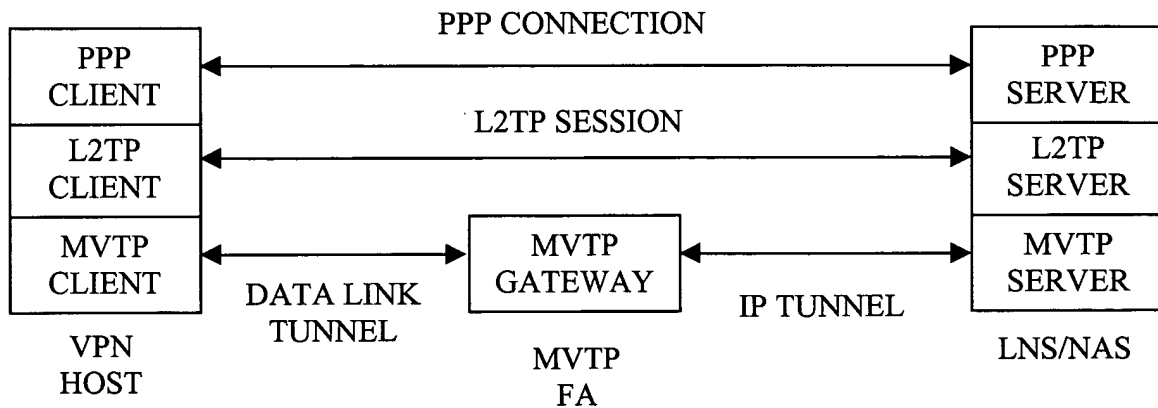 PPP CONNECTION
PPP
CLIENT
PPP
SERVER
L2TP SESSION
L2TP
CLIENT
L2TP
SERVER
MVTP
CLIENT
MVTP
GATEWAY
MVTP
SERVER
DATA LINK
TUNNEL
IP TUNNEL
VPN
HOST
MVTP
FA
LNS/NAS